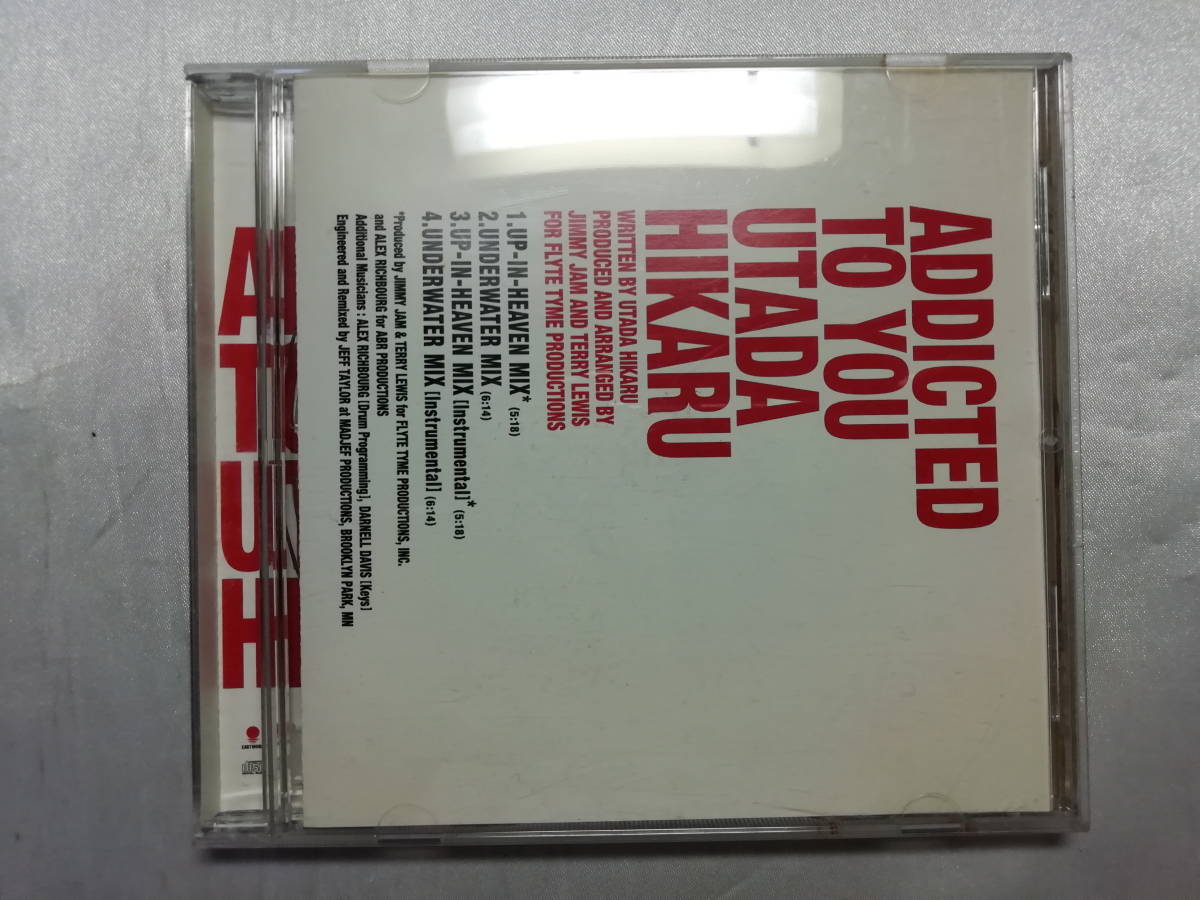 ADDICTED
TO YOU
UTADA
HIKARU
WRITTEN BY UTADA HIKARU
PRODUCED AND ARRANGED BY
JIMMY JAM AND TERRY LEWIS
FOR FLYTE TYME PRODUCTIONS
1.UP-IN-HEAVEN MIX* (5:18)
2.UNDERWATER MIX (6:14)
3.UP-IN-HEAVEN MIX [Instrumental]* (5:18)
4.UNDERWATER MIX [Instrumental] (6:14)
*Produced by JIMMY JAM & TERRY LEWIS for FLYTE TYME PRODUCTIONS, INC.
and ALEX RICHBOURG for ABR PRODUCTIONS
Additional Musicians : ALEX RICHBOURG [Drum Programming], DARNELL DAVIS [Keys]
Engineered and Remixed by JEFF TAYLOR at MADJEF PRODUCTIONS, BROOKLYN PARK, MN
A
T
U
H